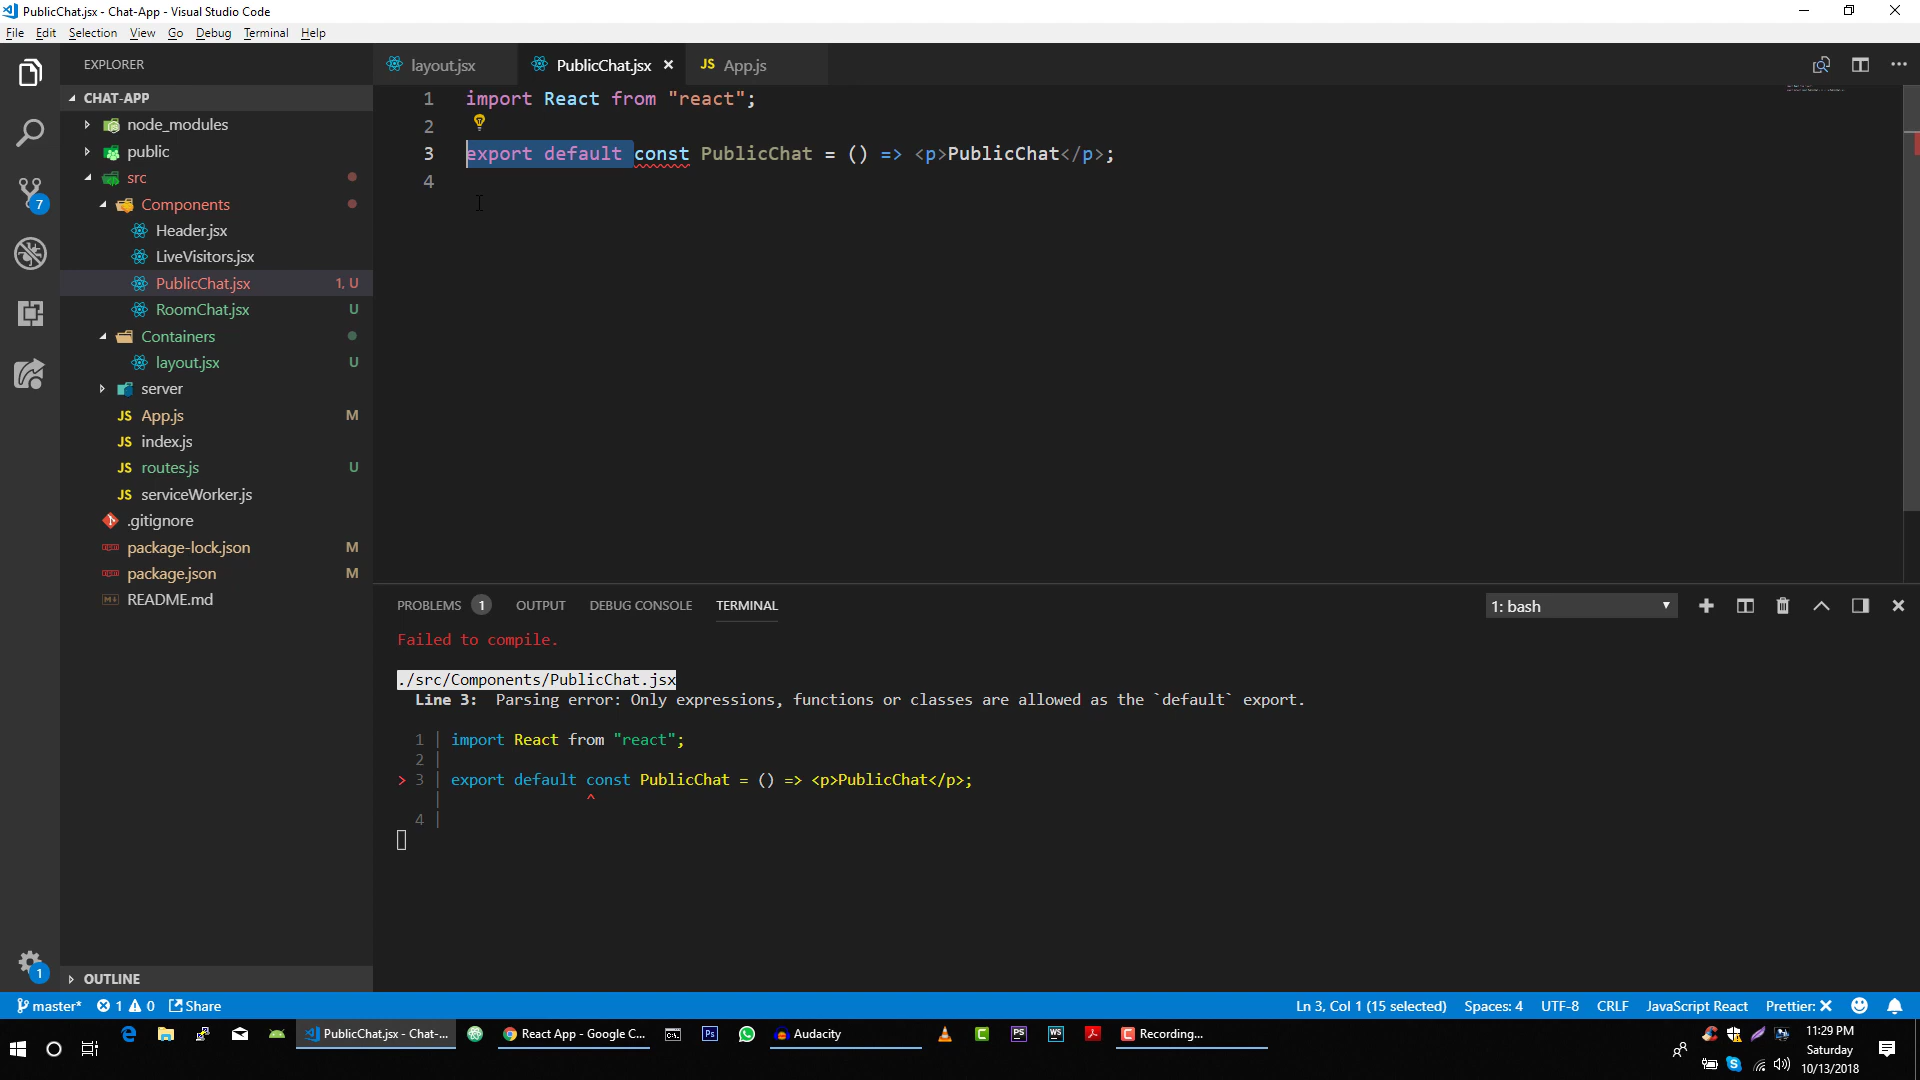 PublicChat.jsx - Chat-App - Visual Studio Code
File Edit Selection View Go Debug Terminal Help
EXPLORER
CHAT-APP
node_modules
public
src
Components
Header.jsx
LiveVisitors.jsx
PublicChat.jsx 1, U
RoomChat.jsx U
Containers
layout.jsx U
server
JS App.js M
JS index.js
JS routes.js U
JS serviceWorker.js
.gitignore
package-lock.json M
package.json M
README.md
OUTLINE
7
1
layout.jsx PublicChat.jsx × JS App.js
1 import React from "react";
2
3 export default const PublicChat = () => <p>PublicChat</p>;
4
PROBLEMS 1 OUTPUT DEBUG CONSOLE TERMINAL 1: bash
Failed to compile.
./src/Components/PublicChat.jsx
Line 3: Parsing error: Only expressions, functions or classes are allowed as the `default` export.
1 | import React from "react";
2 |
> 3 | export default const PublicChat = () => <p>PublicChat</p>;
| ^
4 |
master* 1 0 Share Ln 3, Col 1 (15 selected) Spaces: 4 UTF-8 CRLF JavaScript React Prettier: ×
PublicChat.jsx - Chat-... React App - Google C... Ps Audacity PS WS Recording...
11:29 PM
Saturday
10/13/2018